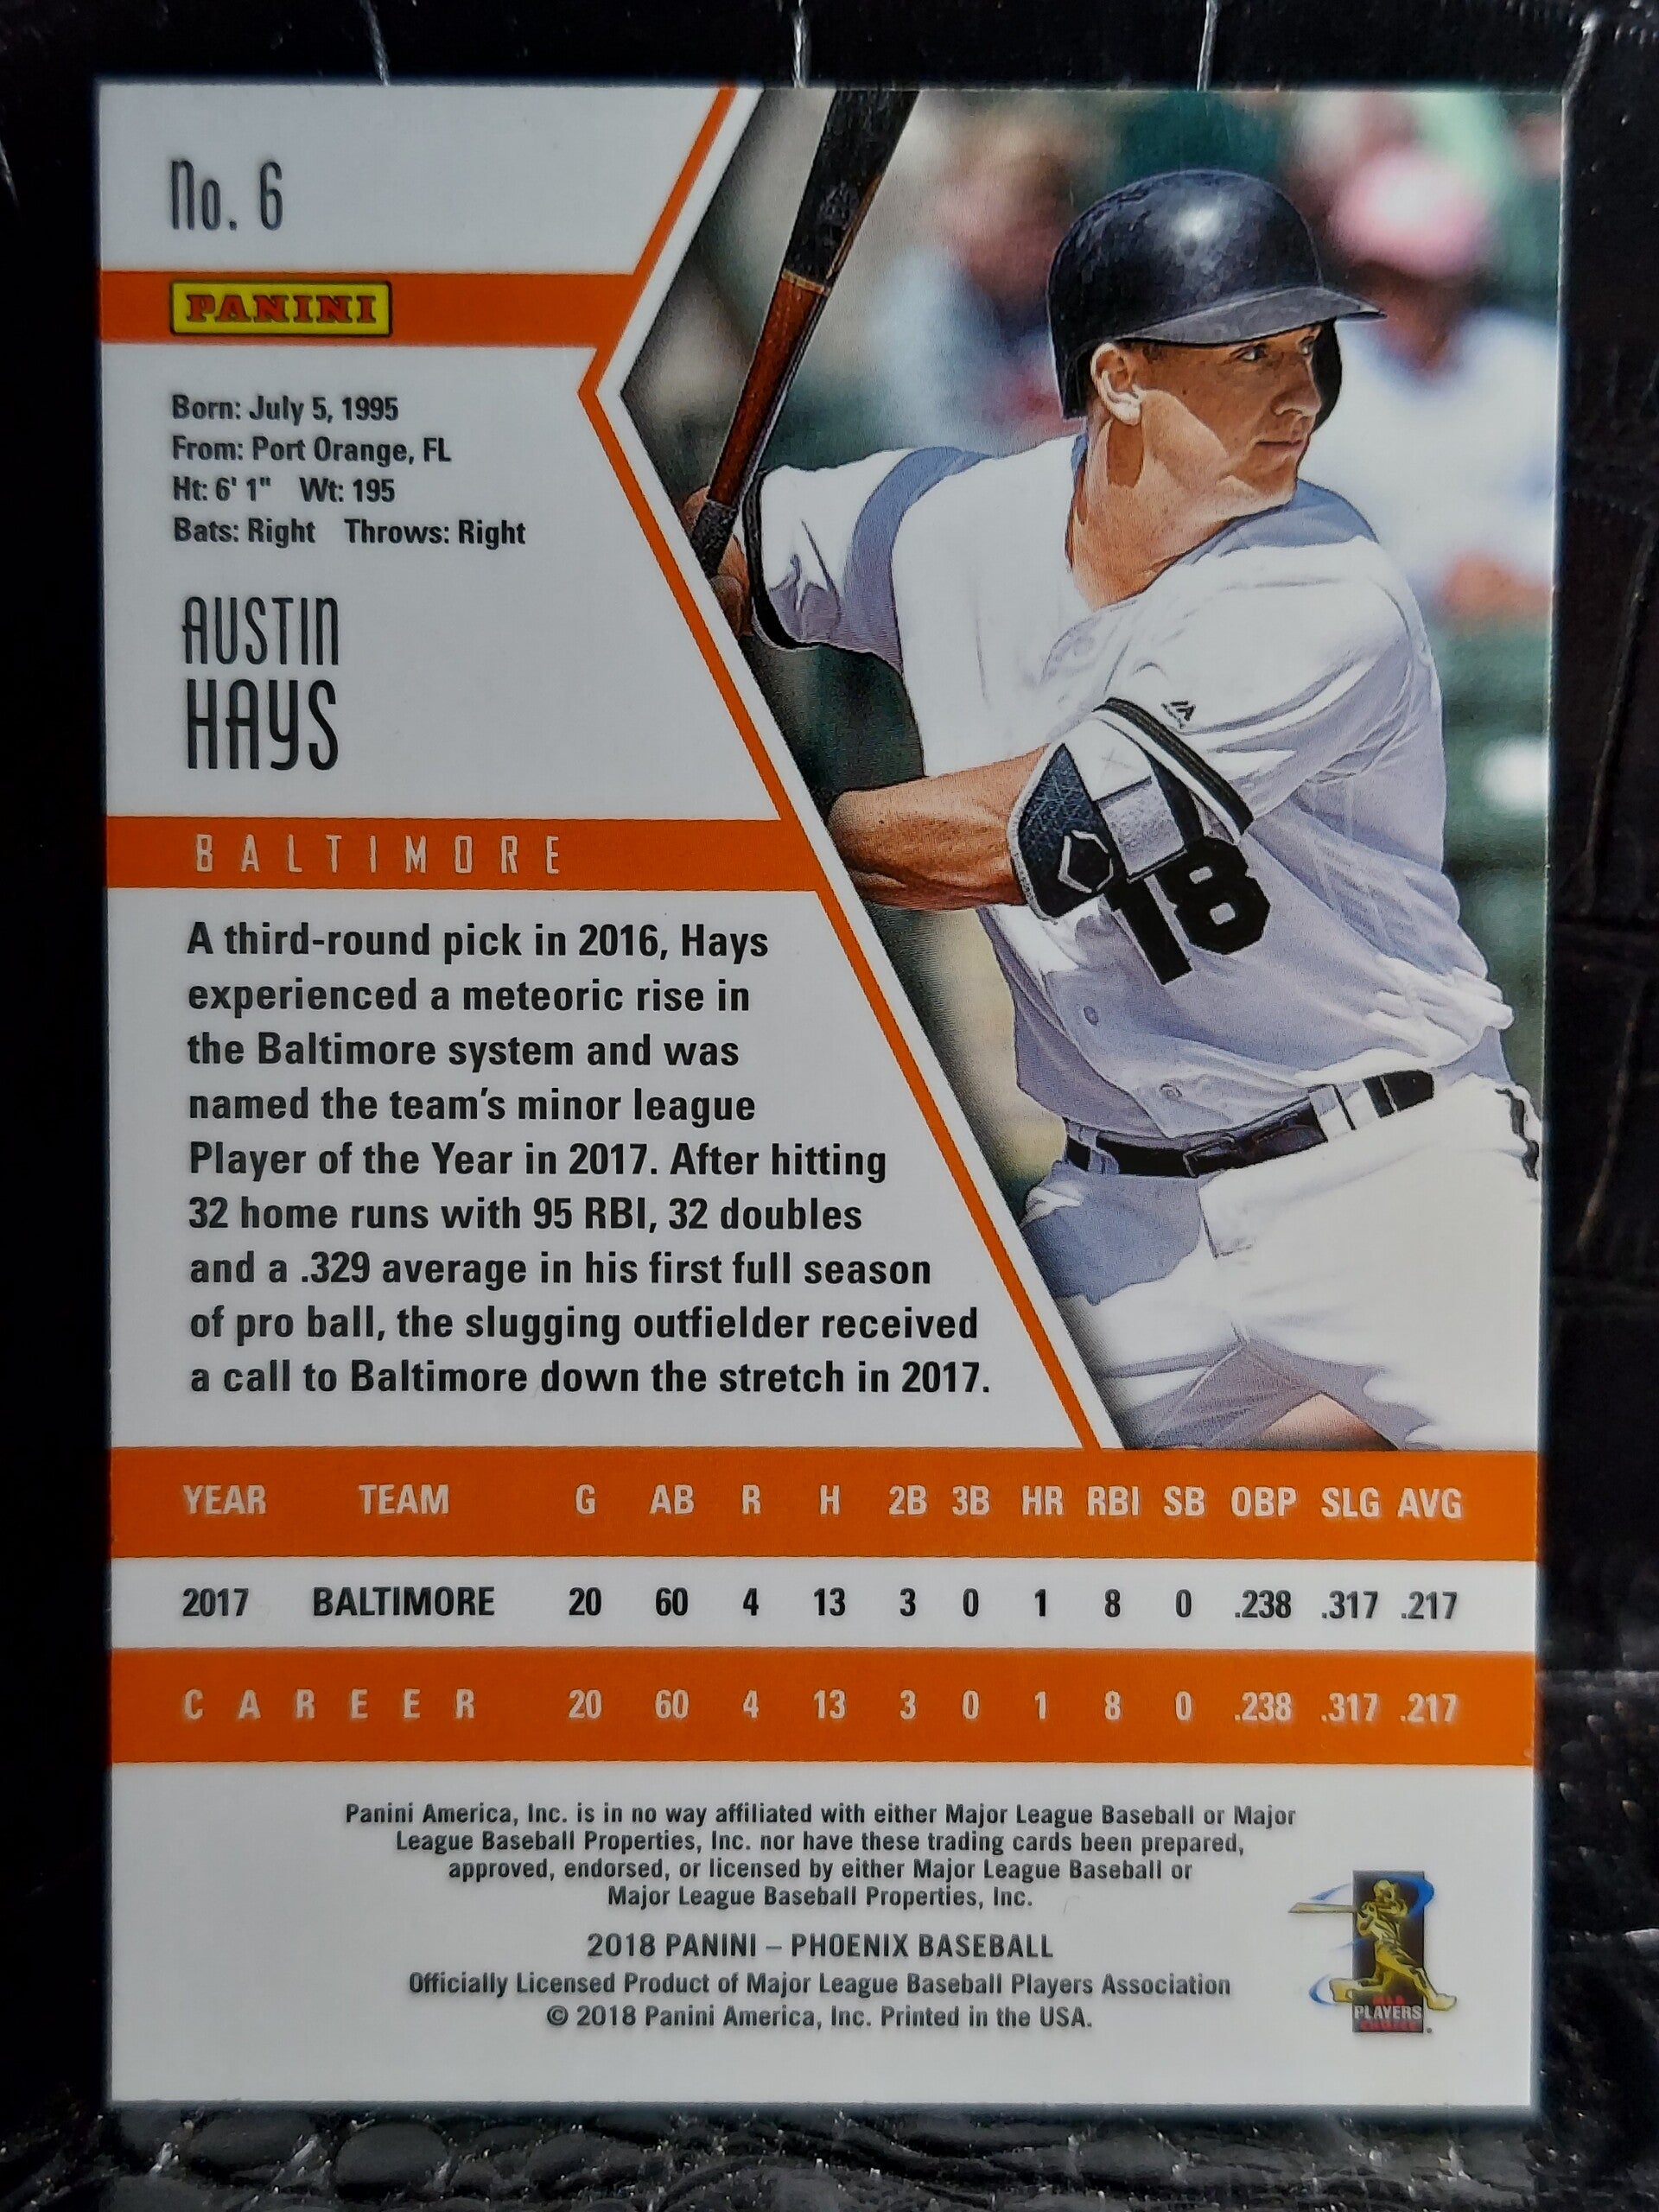 No. 6
PANINI
Born: July 5, 1995
From: Port Orange, FL
Ht: 6' 1" Wt: 195
Bats: Right Throws: Right
AUSTIN
HAYS
BALTIMORE
18
A third-round pick in 2016, Hays
experienced a meteoric rise in
the Baltimore system and was
named the team's minor league
Player of the Year in 2017. After hitting
32 home runs with 95 RBI, 32 doubles
and a .329 average in his first full season
of pro ball, the slugging outfielder received
a call to Baltimore down the stretch in 2017.
YEAR TEAM G AB R H 2B 3B HR RBI SB OBP SLG AVG
2017 BALTIMORE 20 60 4 13 3 0 1 8 0 .238 .317 .217
CAREER 20 60 4 13 3 0 1 8 0 .238 .317 .217
Panini America, Inc. is in no way affiliated with either Major League Baseball or Major
League Baseball Properties, Inc. nor have these trading cards been prepared,
approved, endorsed, or licensed by either Major League Baseball or
Major League Baseball Properties, Inc.
2018 PANINI – PHOENIX BASEBALL
Officially Licensed Product of Major League Baseball Players Association
© 2018 Panini America, Inc. Printed in the USA.
PLAYERS